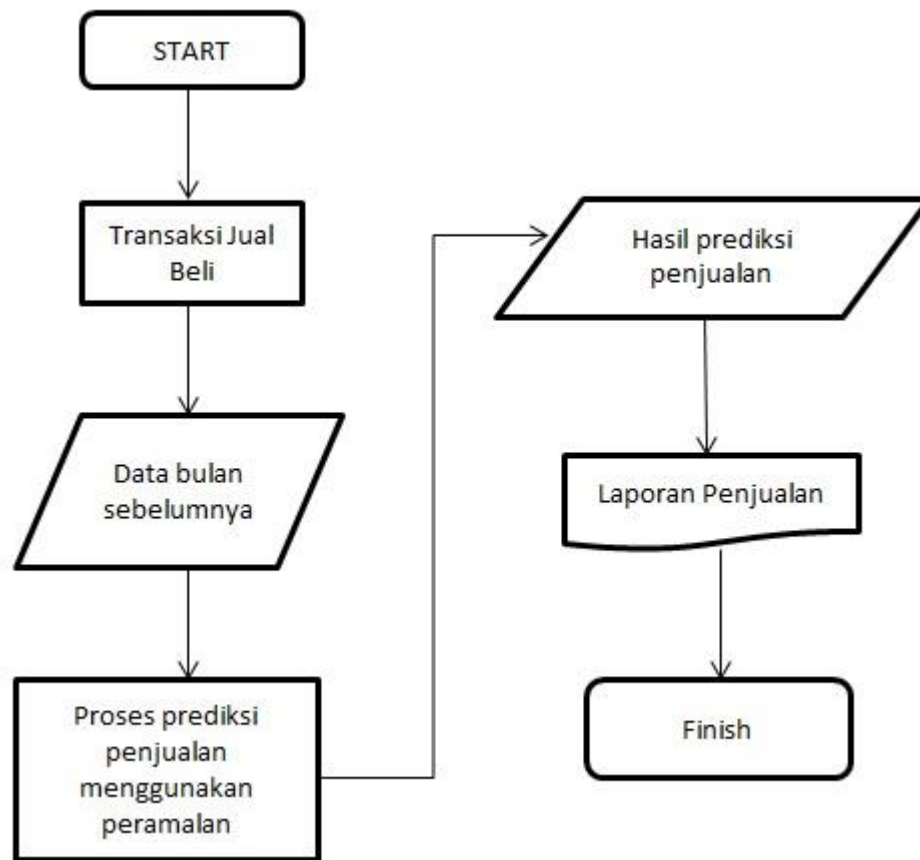 START
Transaksi Jual
Beli
Data bulan
sebelumnya
Proses prediksi
penjualan
menggunakan
peramalan
Hasil prediksi
penjualan
Laporan Penjualan
Finish